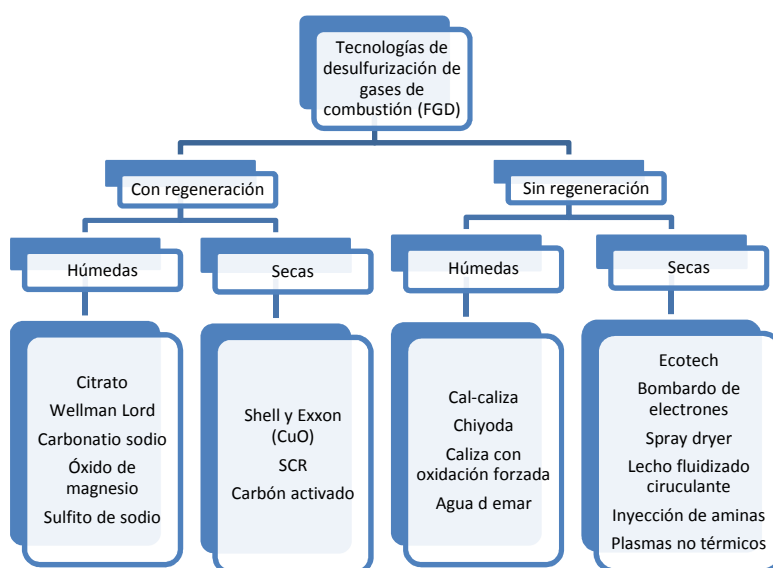 Tecnologías de
desulfurización de
gases de
combustión (FGD)
Con regeneración
Sin regeneración
Húmedas
Secas
Húmedas
Secas
Citrato
Wellman Lord
Carbonatio sodio
Óxido de
magnesio
Sulfito de sodio
Shell y Exxon
(CuO)
SCR
Carbón activado
Cal-caliza
Chiyoda
Caliza con
oxidación forzada
Agua d emar
Ecotech
Bombardo de
electrones
Spray dryer
Lecho fluidizado
ciruculante
Inyección de aminas
Plasmas no térmicos